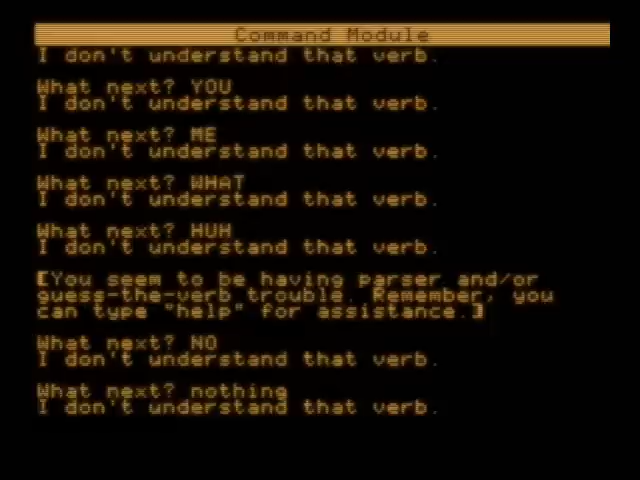 Command Module
I don't understand that verb.
What next? YOU
I don't understand that verb.
What next? ME
I don't understand that verb.
What next? WHAT
I don't understand that verb.
What next? HUH
I don't understand that verb.
[You seem to be having parser and/or
guess-the-verb trouble. Remember, you
can type "help" for assistance.]
What next? NO
I don't understand that verb.
What next? nothing
I don't understand that verb.